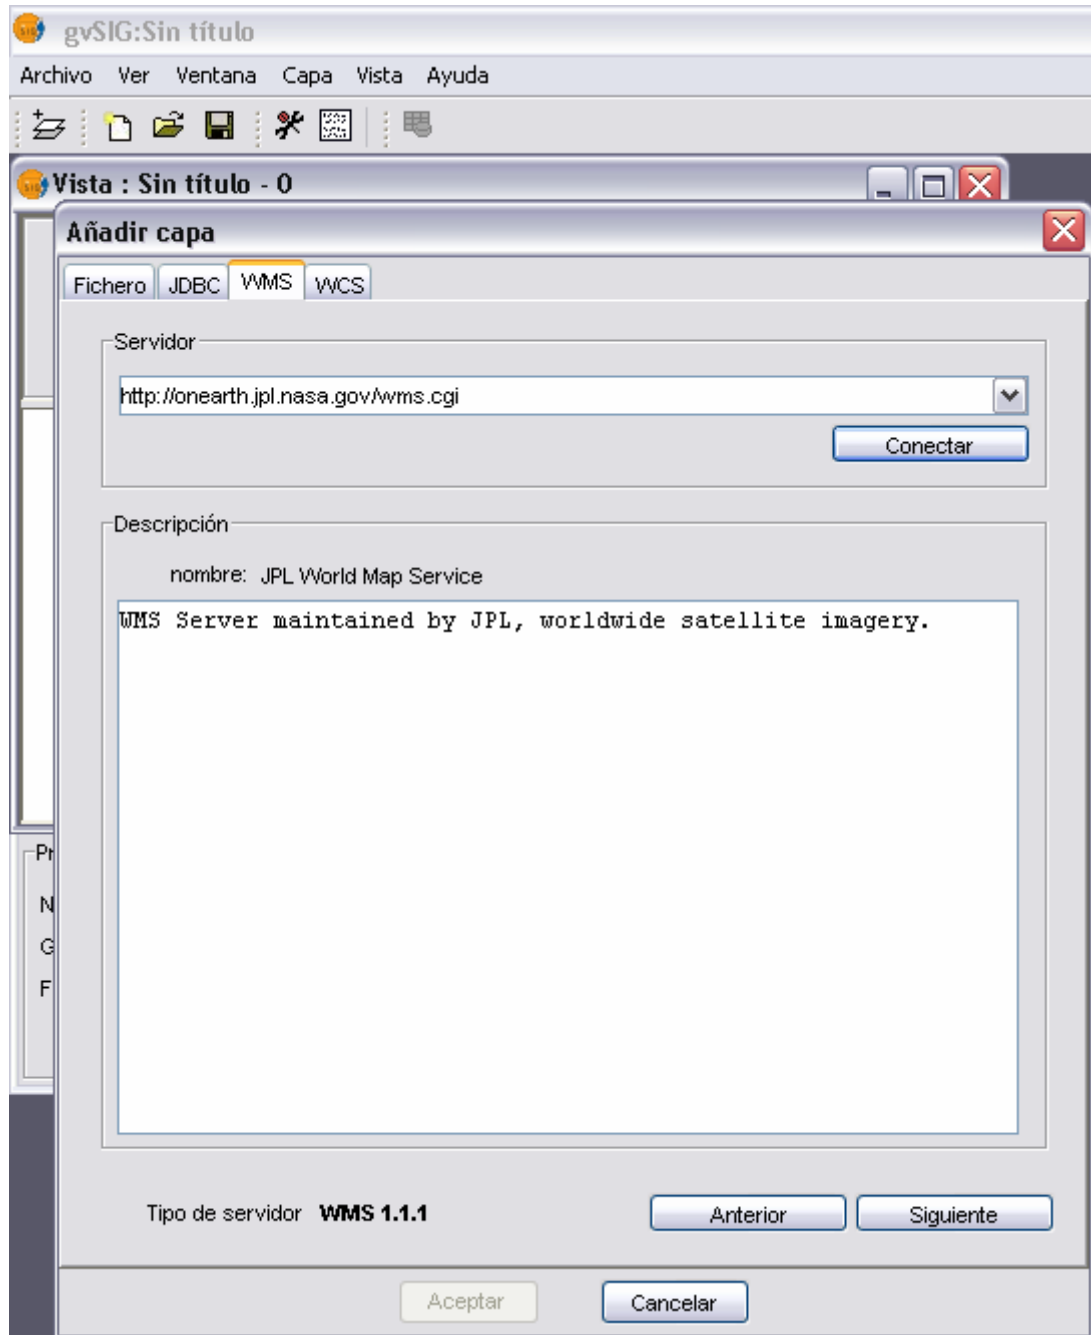 gvSIG:Sin título
Archivo Ver Ventana Capa Vista Ayuda
Vista : Sin título - 0
Añadir capa
Fichero JDBC WMS WCS
Servidor
http://onearth.jpl.nasa.gov/wms.cgi
Conectar
Descripción
nombre: JPL World Map Service
WMS Server maintained by JPL, worldwide satellite imagery.
Pr
N
G
F
Tipo de servidor WMS 1.1.1
Anterior Siguiente
Aceptar Cancelar